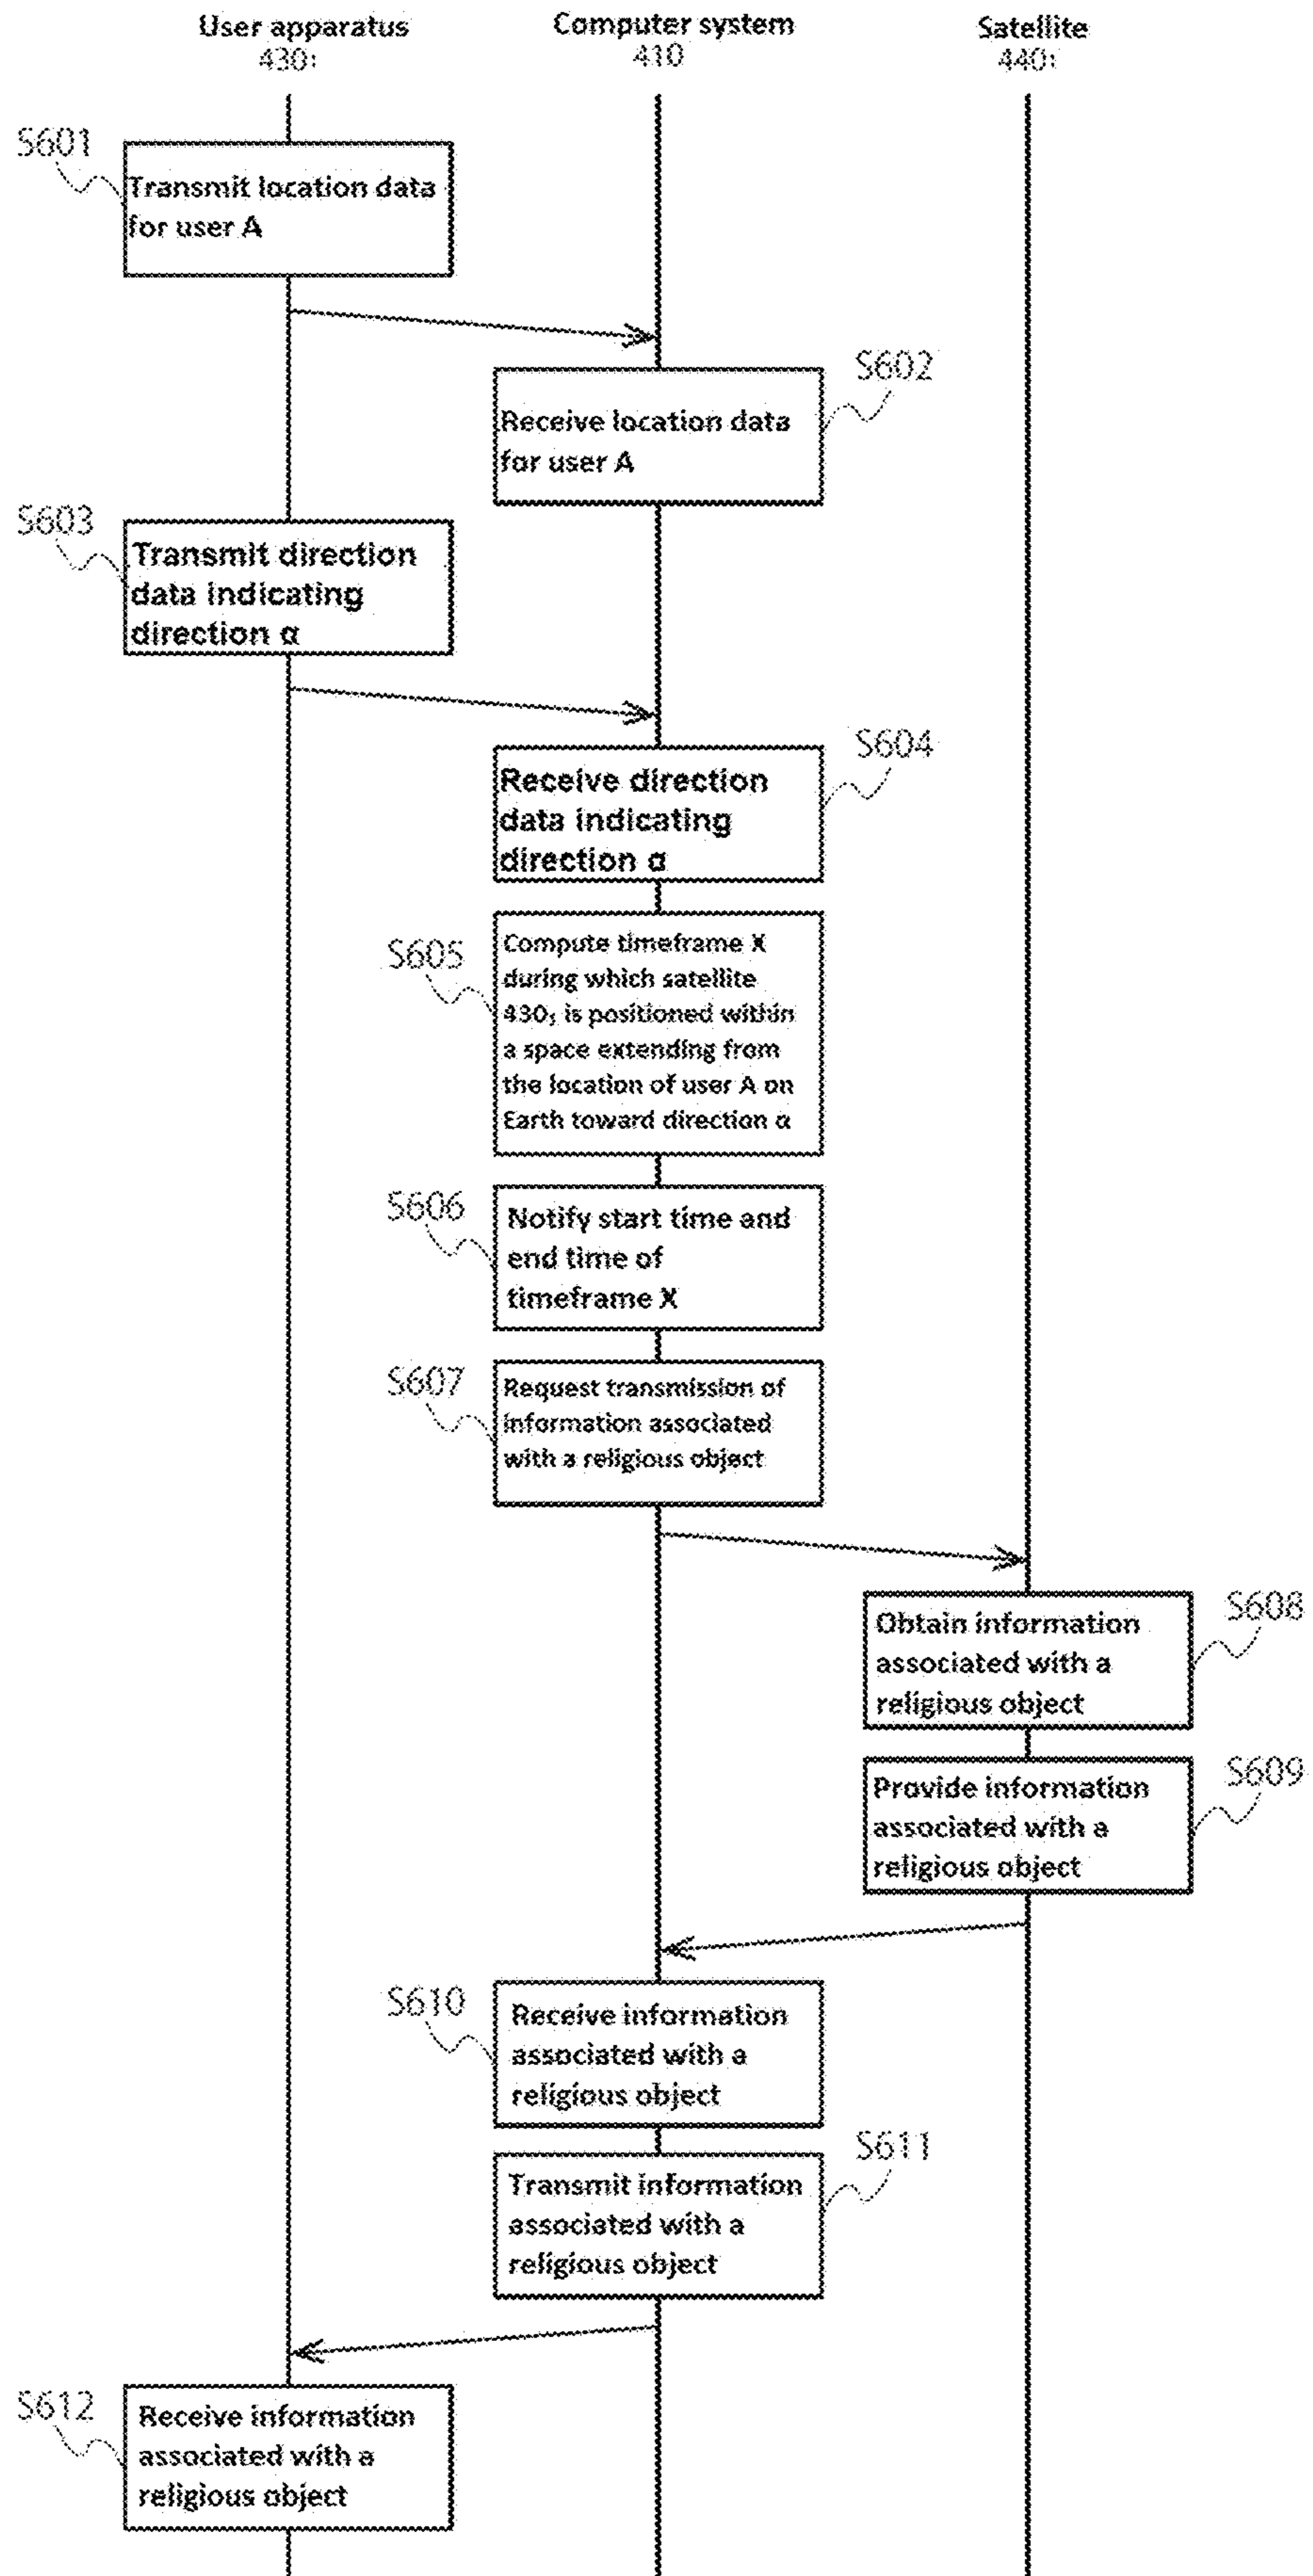 User apparatus
430₁
Computer system
410
Satellite
440₁
S601
Transmit location data
for user A
S602
Receive location data
for user A
S603
Transmit direction
data indicating
direction α
S604
Receive direction
data indicating
direction α
S605
Compute timeframe X
during which satellite
430₁ is positioned within
a space extending from
the location of user A on
Earth toward direction α
S606
Notify start time and
end time of
timeframe X
S607
Request transmission of
information associated
with a religious object
S608
Obtain information
associated with a
religious object
S609
Provide information
associated with a
religious object
S610
Receive information
associated with a
religious object
S611
Transmit information
associated with a
religious object
S612
Receive information
associated with a
religious object